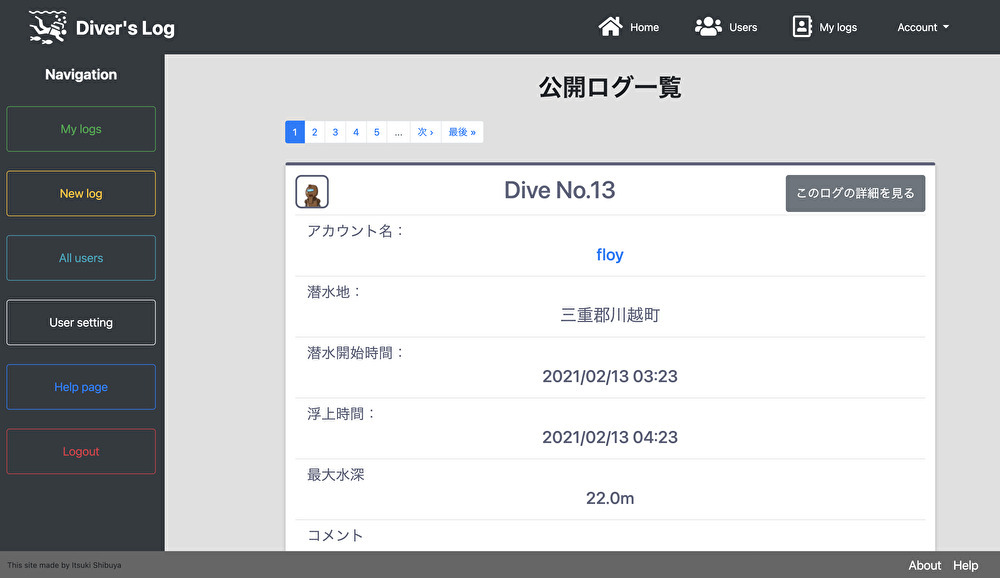 Diver's Log
Home
Users
My logs
Account
Navigation
My logs
New log
All users
User setting
Help page
Logout
公開ログ一覧
1 2 3 4 5 ... 次 › 最後 »
Dive No.13
このログの詳細を見る
アカウント名：
floy
潜水地：
三重郡川越町
潜水開始時間：
2021/02/13 03:23
浮上時間：
2021/02/13 04:23
最大水深
22.0m
コメント
This site made by Itsuki Shibuya
About Help